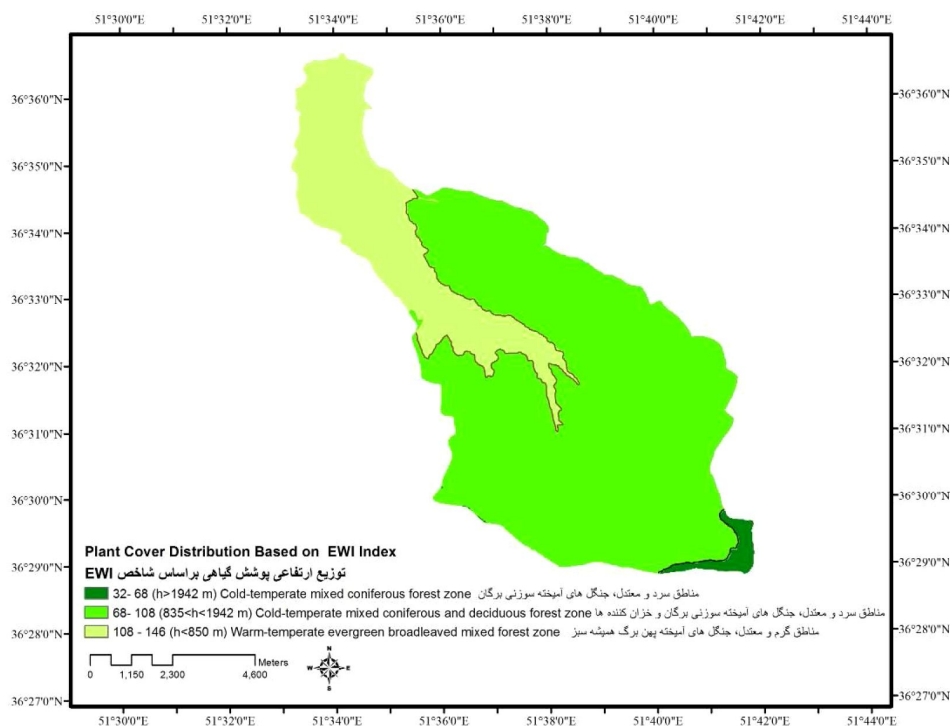 51°30'0"E 51°32'0"E 51°34'0"E 51°36'0"E 51°38'0"E 51°40'0"E 51°42'0"E 51°44'0"E
36°36'0"N 36°36'0"N
36°35'0"N 36°35'0"N
36°34'0"N 36°34'0"N
36°33'0"N 36°33'0"N
36°32'0"N 36°32'0"N
36°31'0"N 36°31'0"N
36°30'0"N 36°30'0"N
36°29'0"N 36°29'0"N
36°28'0"N 36°28'0"N
36°27'0"N 36°27'0"N
Plant Cover Distribution Based on EWI Index
توزیع ارتفاعی پوشش گیاهی براساس شاخص EWI
32- 68 (h>1942 m) Cold-temperate mixed coniferous forest zone مناطق سرد و معتدل، جنگل های آمیخته سوزنی برگان
68- 108 (835<h<1942 m) Cold-temperate mixed coniferous and deciduous forest zone مناطق سرد و معتدل، جنگل های آمیخته سوزنی برگان و خزان کننده ها
108 - 146 (h<850 m) Warm-temperate evergreen broadleaved mixed forest zone مناطق گرم و معتدل، جنگل های آمیخته پهن برگ همیشه سبز
Meters
0 1,150 2,300 4,600
N
W E
S
51°30'0"E 51°32'0"E 51°34'0"E 51°36'0"E 51°38'0"E 51°40'0"E 51°42'0"E 51°44'0"E